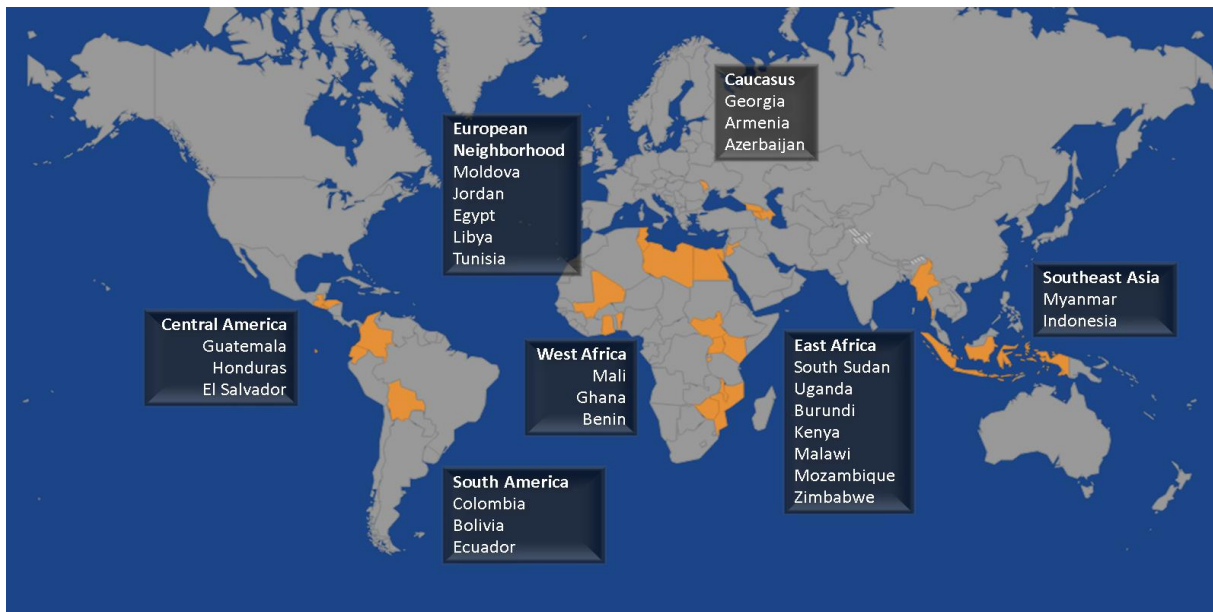 Caucasus
Georgia
Armenia
Azerbaijan
European
Neighborhood
Moldova
Jordan
Egypt
Libya
Tunisia
Southeast Asia
Myanmar
Indonesia
Central America
Guatemala
Honduras
El Salvador
West Africa
Mali
Ghana
Benin
East Africa
South Sudan
Uganda
Burundi
Kenya
Malawi
Mozambique
Zimbabwe
South America
Colombia
Bolivia
Ecuador